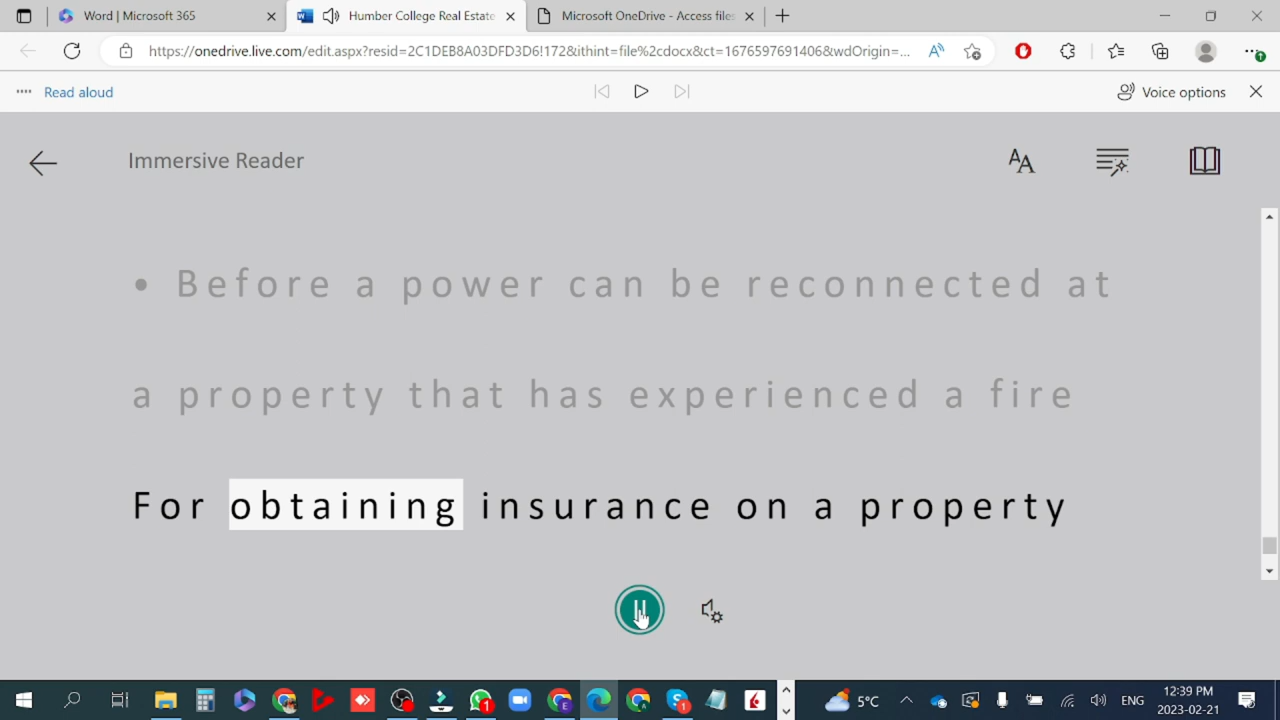 Word | Microsoft 365
Humber College Real Estate
Microsoft OneDrive - Access files
https://onedrive.live.com/edit.aspx?resid=2C1DEB8A03DFD3D6!172&ithint=file%2cdocx&ct=1676597691406&wdOrigin=...
Read aloud
Voice options
Immersive Reader
• Before a power can be reconnected at
a property that has experienced a fire
For obtaining insurance on a property
5°C
ENG
12:39 PM
2023-02-21